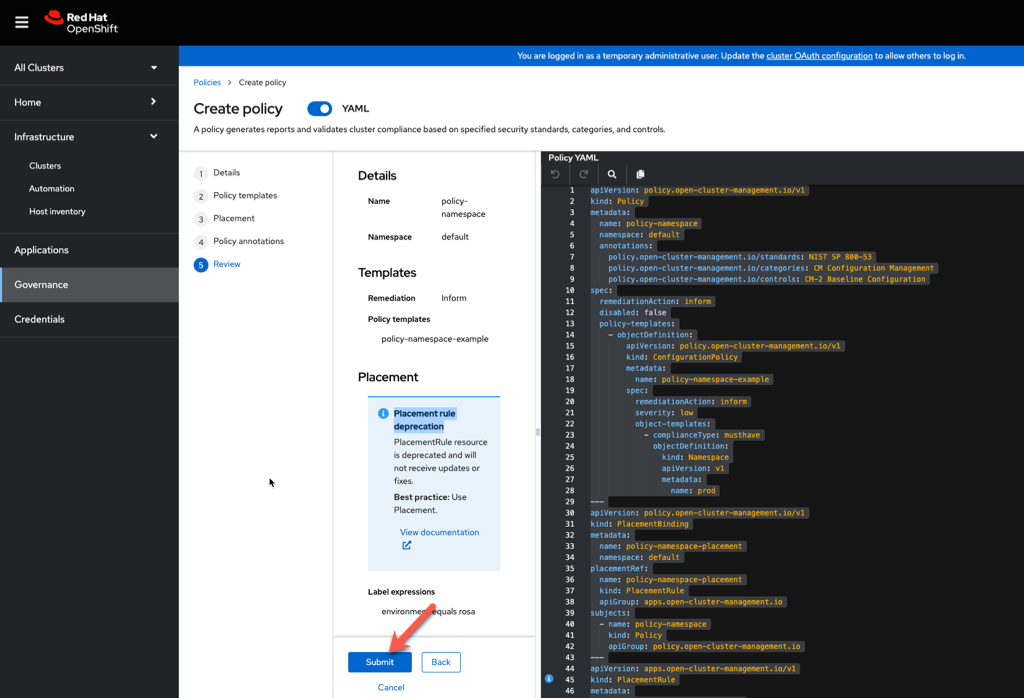 Red Hat
OpenShift
All Clusters
Home
Infrastructure
Clusters
Automation
Host inventory
Applications
Governance
Credentials
You are logged in as a temporary administrative user. Update the cluster OAuth configuration to allow others to log in.
Policies > Create policy
Create policy
YAML
A policy generates reports and validates cluster compliance based on specified security standards, categories, and controls.
1 Details
2 Policy templates
3 Placement
4 Policy annotations
5 Review
Details
Name policy-
namespace
Namespace default
Templates
Remediation Inform
Policy templates
policy-namespace-example
Placement
Placement rule
deprecation
PlacementRule resource
is deprecated and will
not receive updates or
fixes.
Best practice: Use
Placement.
View documentation
Label expressions
equals rosa
Submit
Back
Cancel
Policy YAML
1 apiVersion: policy.open-cluster-management.io/v1
2 kind: Policy
3 metadata:
4 name: policy-namespace
5 namespace: default
6 annotations:
7 policy.open-cluster-management.io/standards: NIST SP 800-53
8 policy.open-cluster-management.io/categories: CM Configuration Management
9 policy.open-cluster-management.io/controls: CM-2 Baseline Configuration
10 spec:
11 remediationAction: inform
12 disabled: false
13 policy-templates:
14 - objectDefinition:
15 apiVersion: policy.open-cluster-management.io/v1
16 kind: ConfigurationPolicy
17 metadata:
18 name: policy-namespace-example
19 spec:
20 remediationAction: inform
21 severity: low
22 object-templates:
23 - complianceType: musthave
24 objectDefinition:
25 kind: Namespace
26 apiVersion: v1
27 metadata:
28 name: prod
29 ---
30 apiVersion: policy.open-cluster-management.io/v1
31 kind: PlacementBinding
32 metadata:
33 name: policy-namespace-placement
34 namespace: default
35 placementRef:
36 name: policy-namespace-placement
37 kind: PlacementRule
38 apiGroup: apps.open-cluster-management.io
39 subjects:
40 - name: policy-namespace
41 kind: Policy
42 apiGroup: policy.open-cluster-management.io
43 ---
44 apiVersion: apps.open-cluster-management.io/v1
45 kind: PlacementRule
46 metadata: